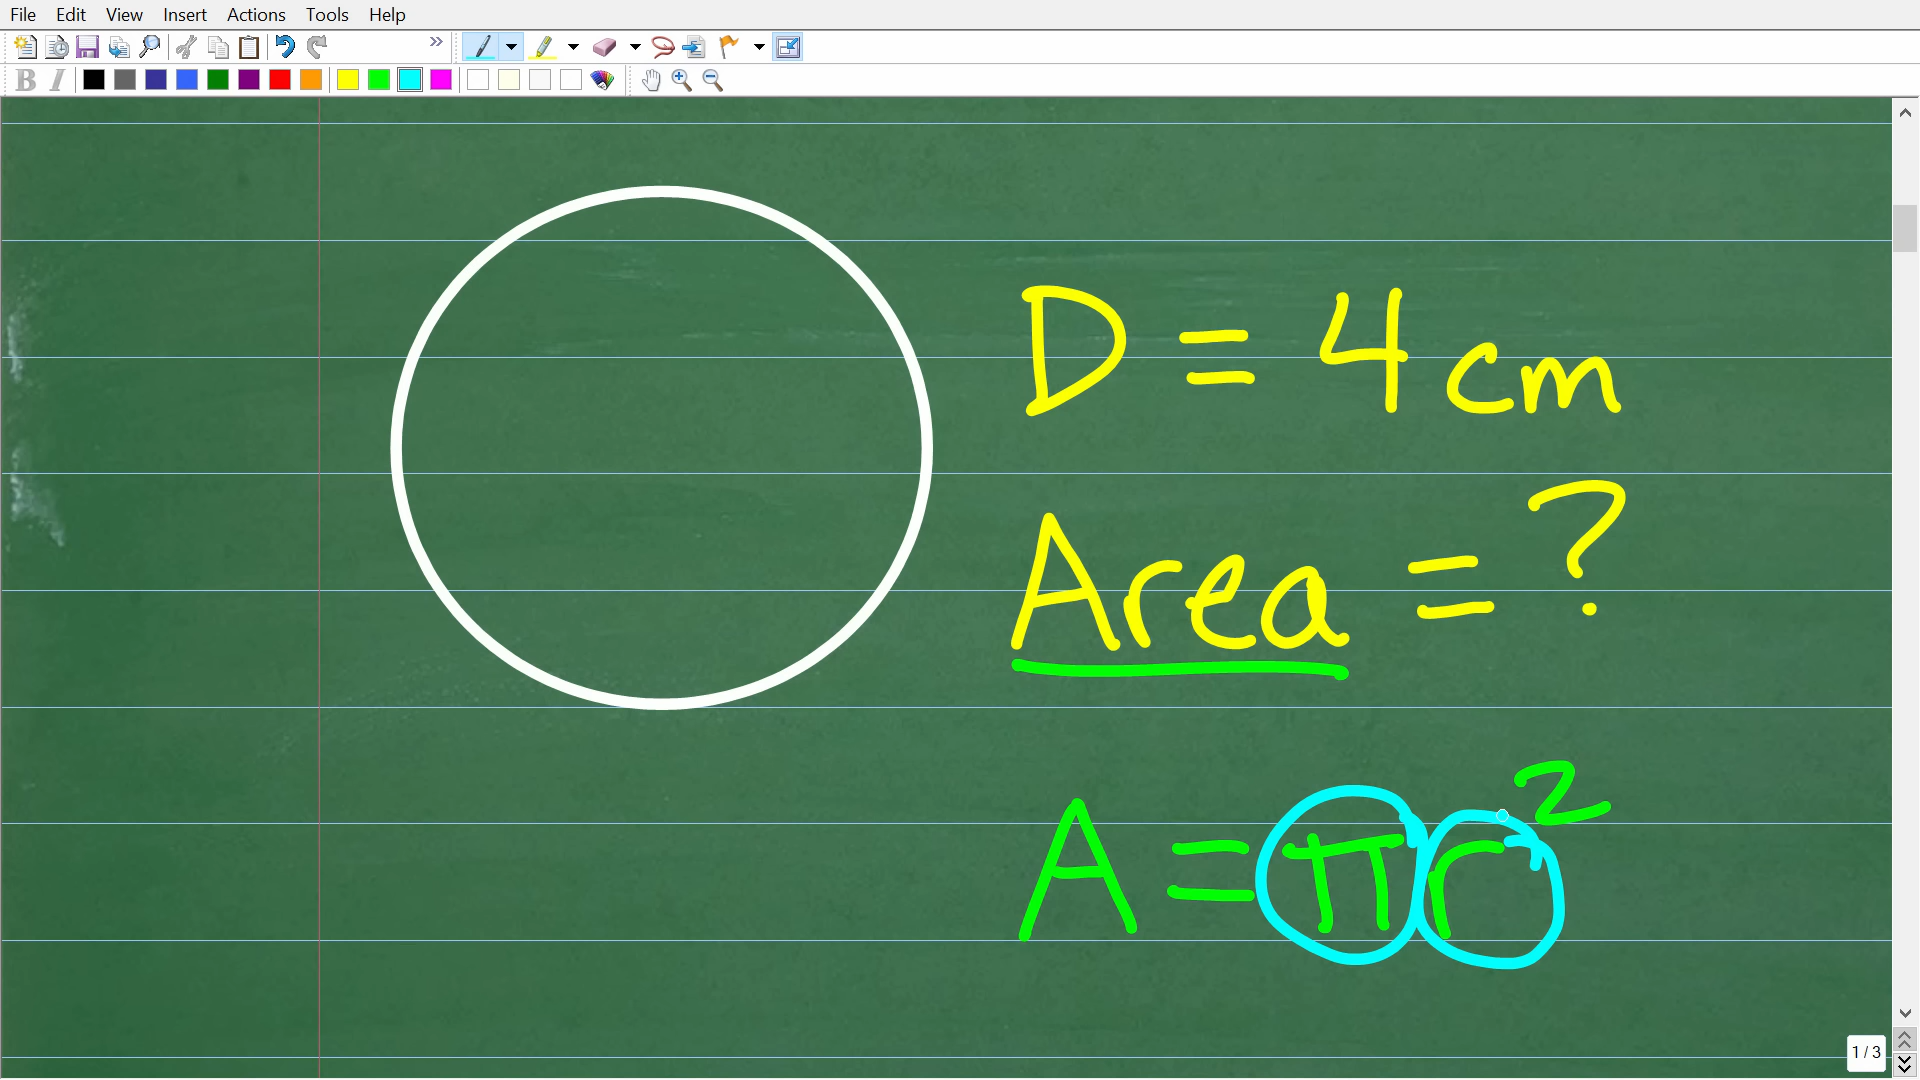 File Edit View Insert Actions Tools Help
B I
D = 4 cm
Area = ?
A = πr²
1 / 3